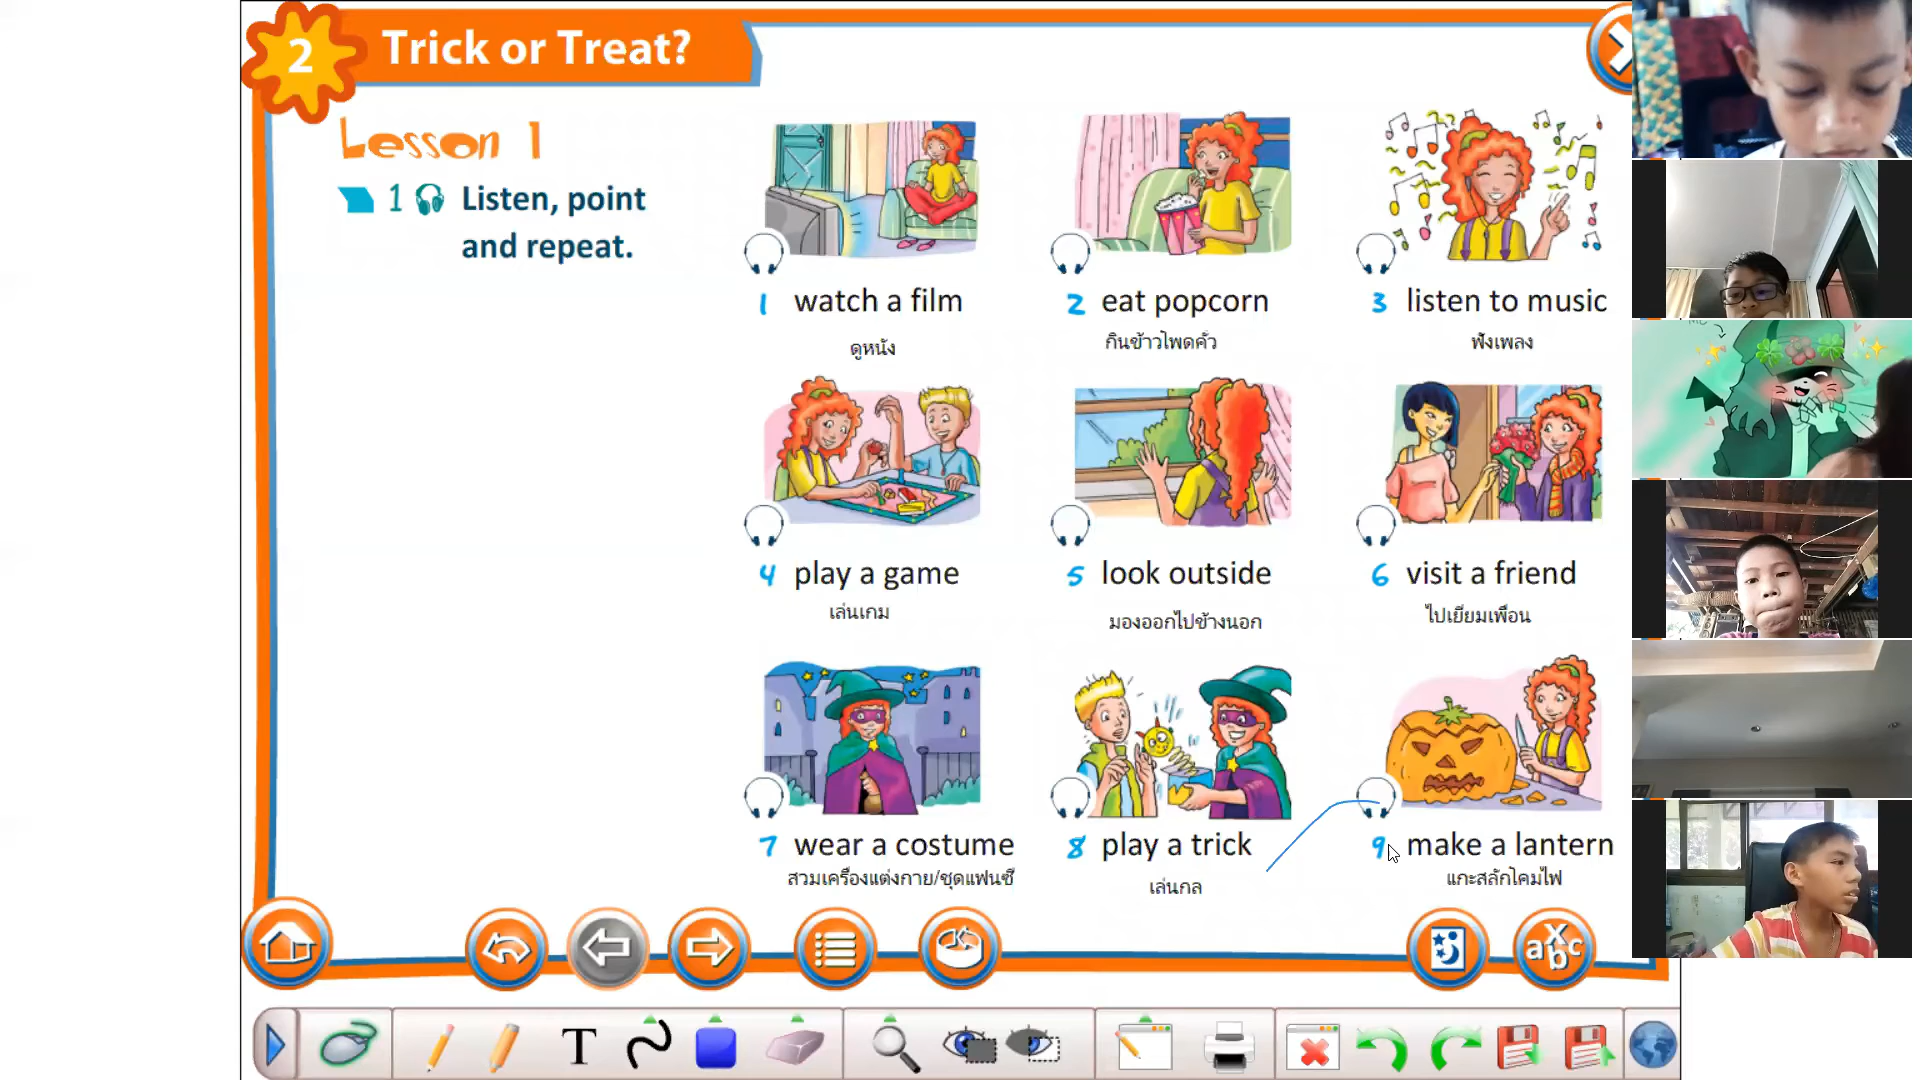 2 Trick or Treat?
Lesson 1
1 Listen, point
and repeat.
1 watch a film
ดูหนัง
2 eat popcorn
กินข้าวโพดคั่ว
3 listen to music
ฟังเพลง
4 play a game
เล่นเกม
5 look outside
มองออกไปข้างนอก
6 visit a friend
ไปเยี่ยมเพื่อน
7 wear a costume
สวมเครื่องแต่งกาย/ชุดแฟนซี
8 play a trick
เล่นกล
9 make a lantern
แกะสลักโคมไฟ
X
abc
T